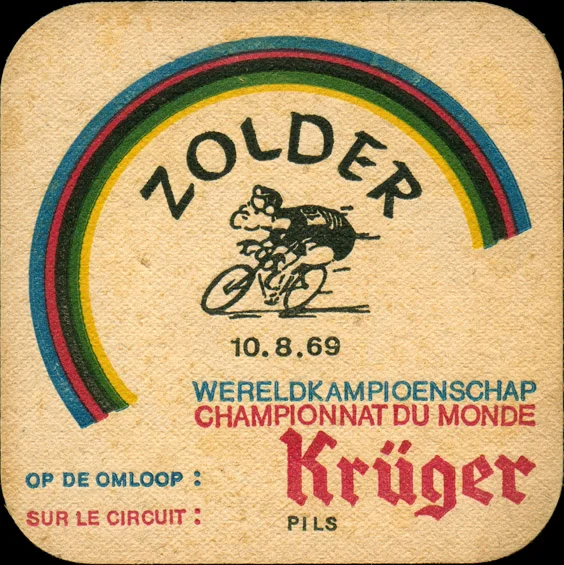 ZOLDER
10.8.69
WERELDKAMPIOENSCHAP
CHAMPIONNAT DU MONDE
Krüger
OP DE OMLOOP :
SUR LE CIRCUIT :
PILS